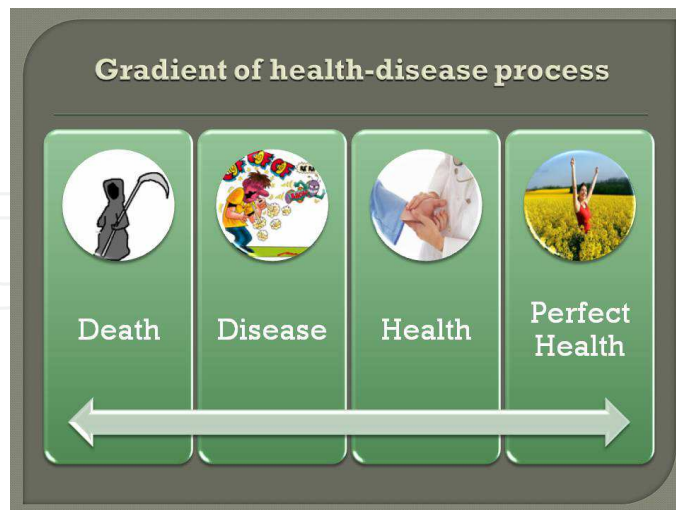 Gradient of health-disease process
Death
Disease
Health
Perfect
Health